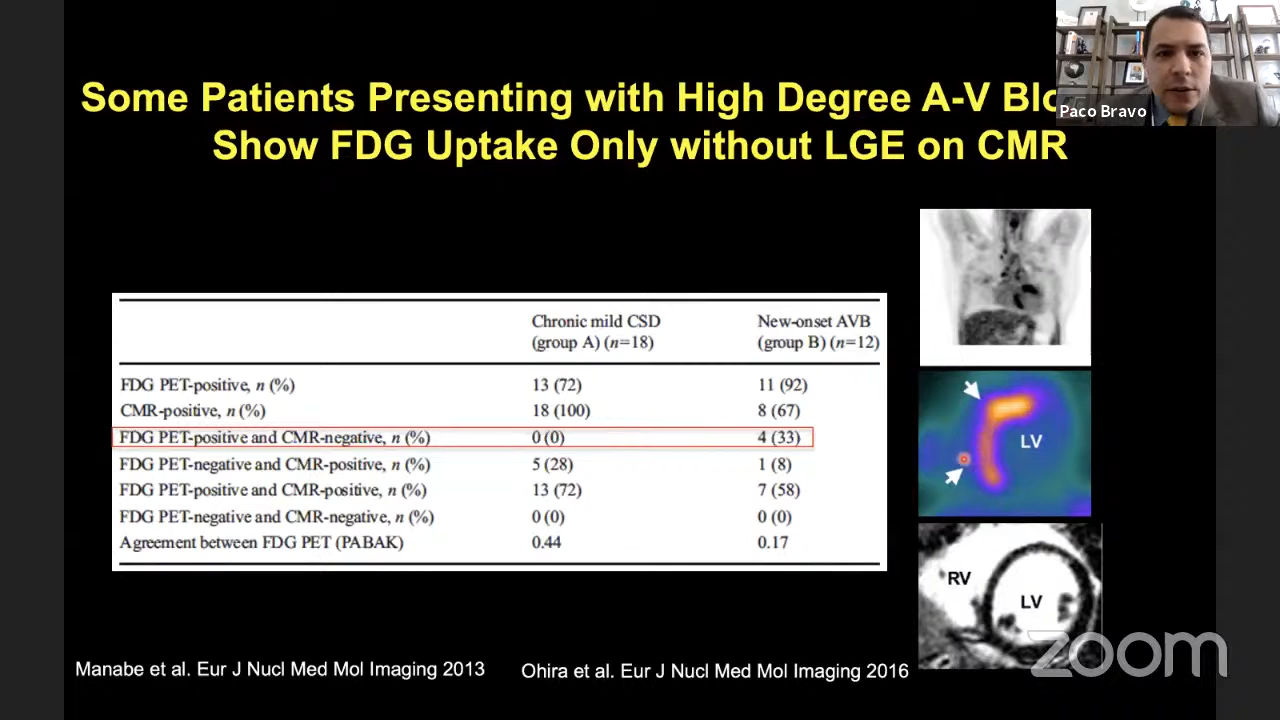 Some Patients Presenting with High Degree A-V
Show FDG Uptake Only without LGE on CMR
Paco Bravo
Chronic mild CSD New-onset AVB
(group A) (n=18) (group B) (n=12)
FDG PET-positive, n (%) 13 (72) 11 (92)
CMR-positive, n (%) 18 (100) 8 (67)
FDG PET-positive and CMR-negative, n (%) 0 (0) 4 (33)
FDG PET-negative and CMR-positive, n (%) 5 (28) 1 (8)
FDG PET-positive and CMR-positive, n (%) 13 (72) 7 (58)
FDG PET-negative and CMR-negative, n (%) 0 (0) 0 (0)
Agreement between FDG PET (PABAK) 0.44 0.17
LV
RV
LV
Manabe et al. Eur J Nucl Med Mol Imaging 2013
Ohira et al. Eur J Nucl Med Mol Imaging 2016
zoom